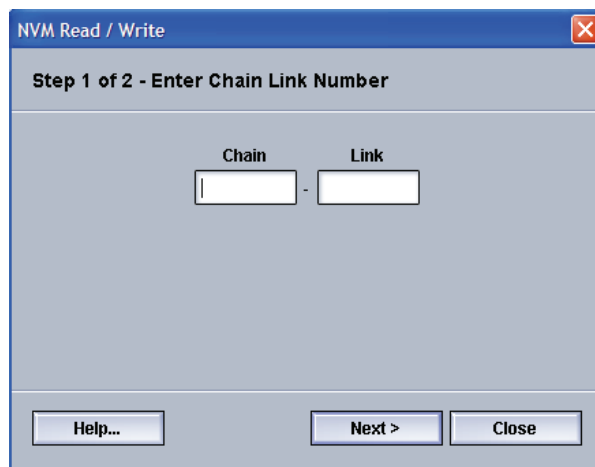 NVM Read / Write
Step 1 of 2 - Enter Chain Link Number
Chain Link
-
Help... Next > Close